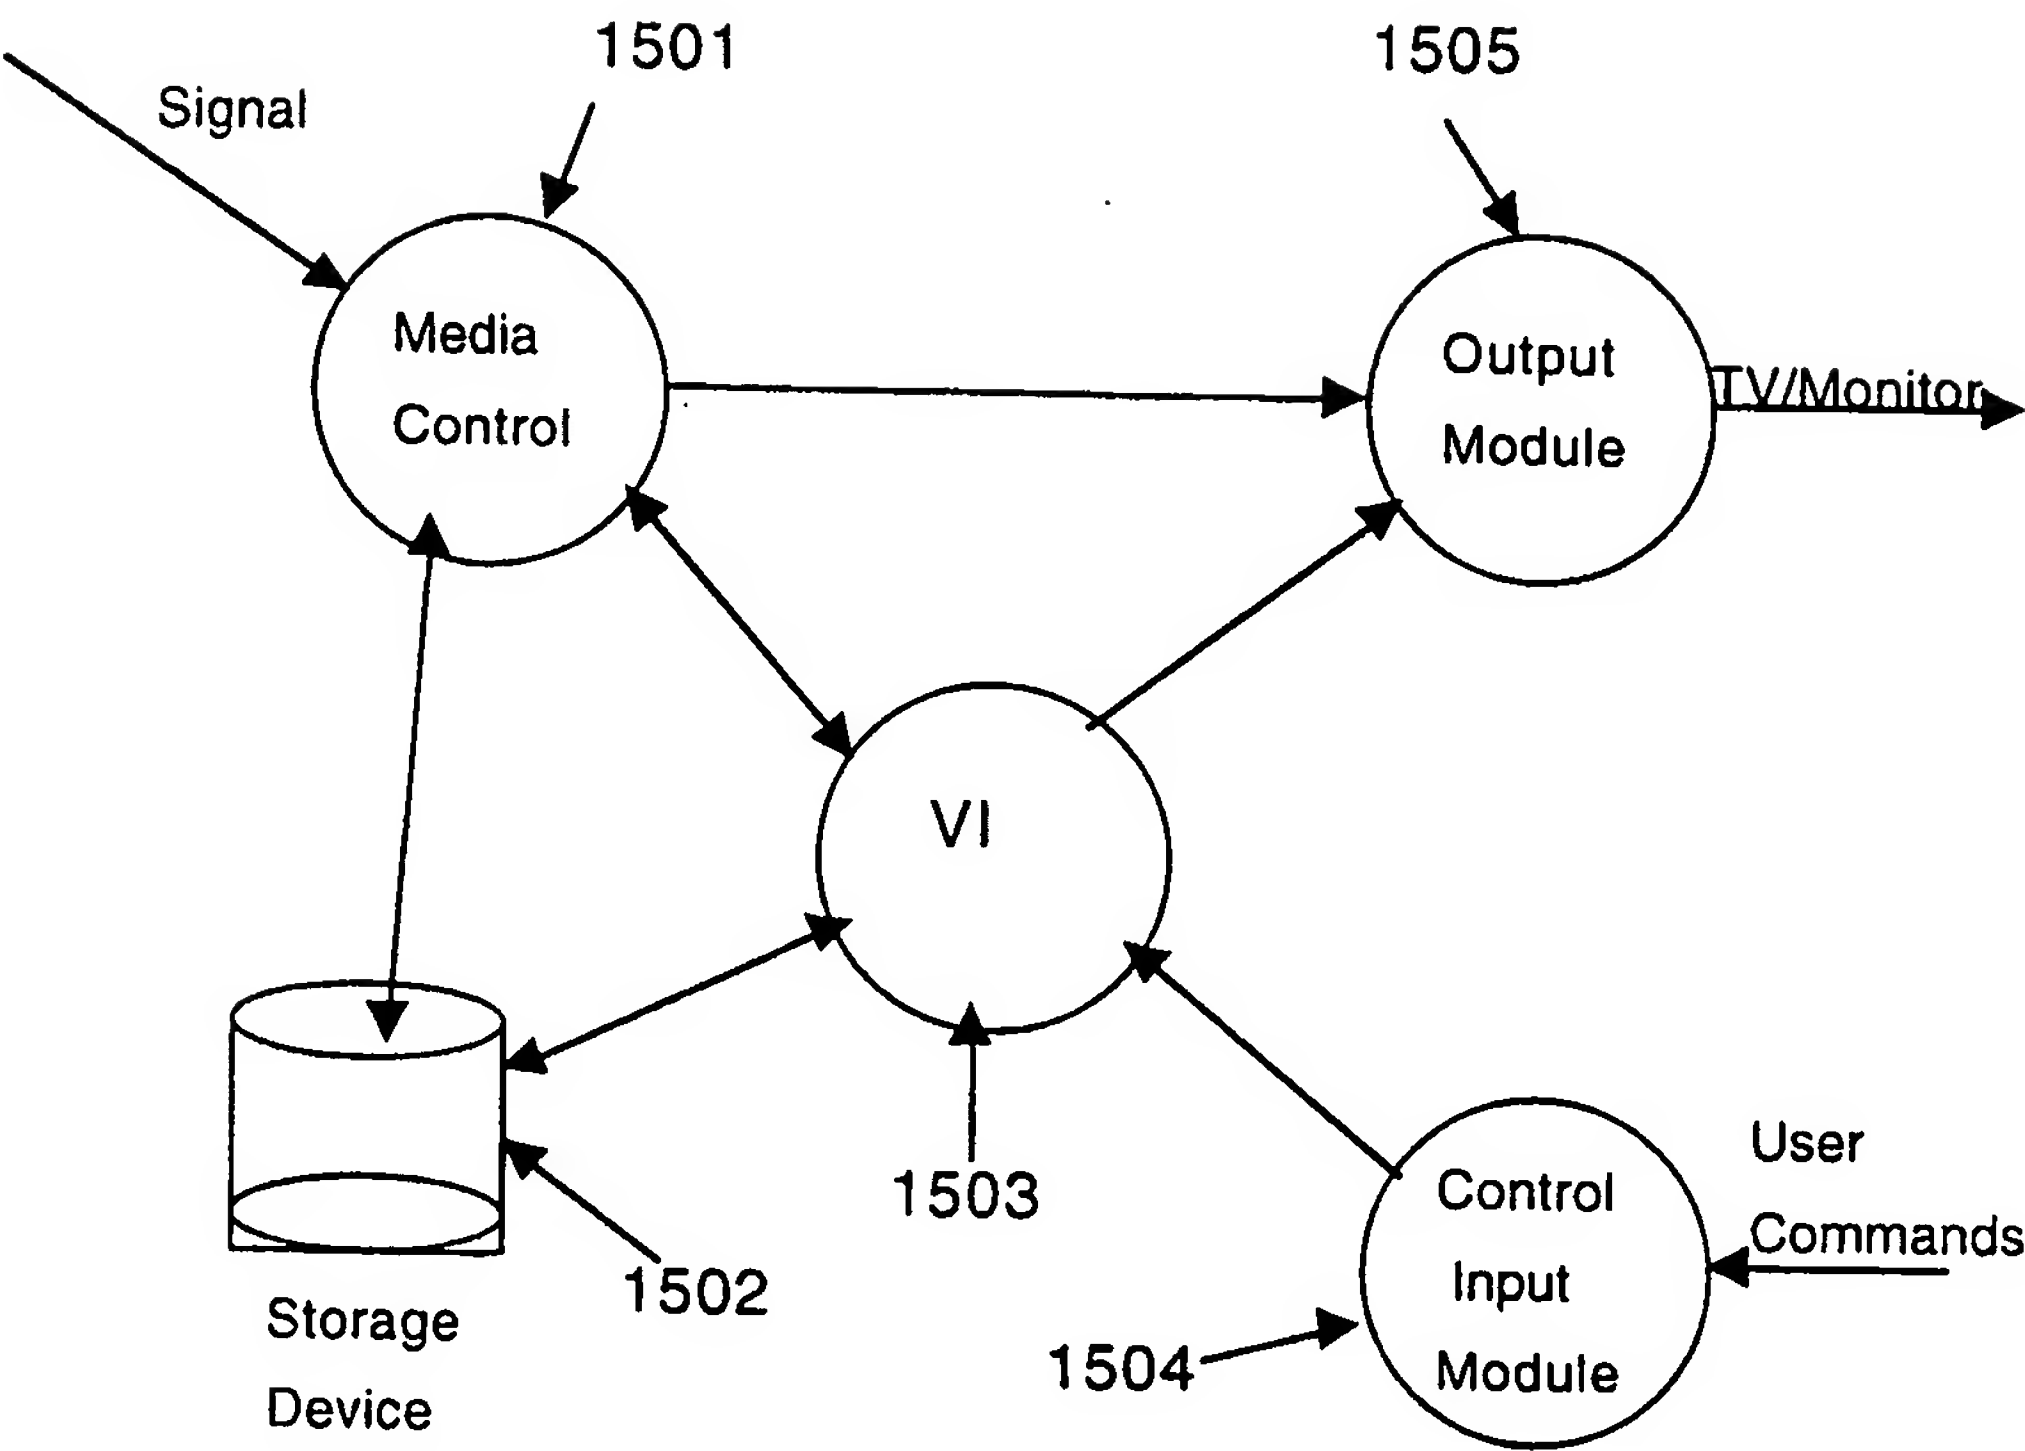 1501
1505
Signal
Media
Control
Output
Module
TV/Monitor
VI
1503
1502
Storage
Device
User
Commands
Control
Input
Module
1504